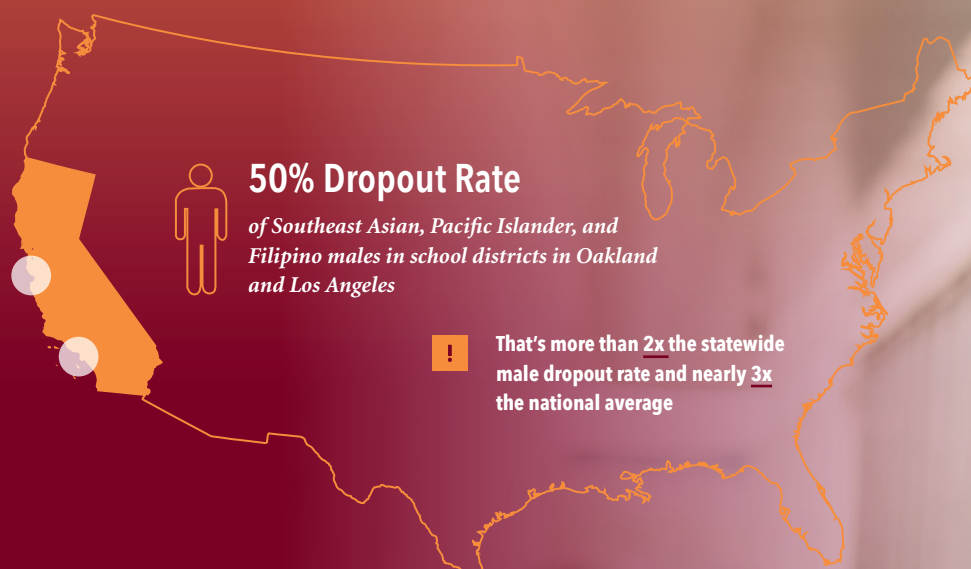 50% Dropout Rate
of Southeast Asian, Pacific Islander, and
Filipino males in school districts in Oakland
and Los Angeles
!
That's more than 2x the statewide
male dropout rate and nearly 3x
the national average